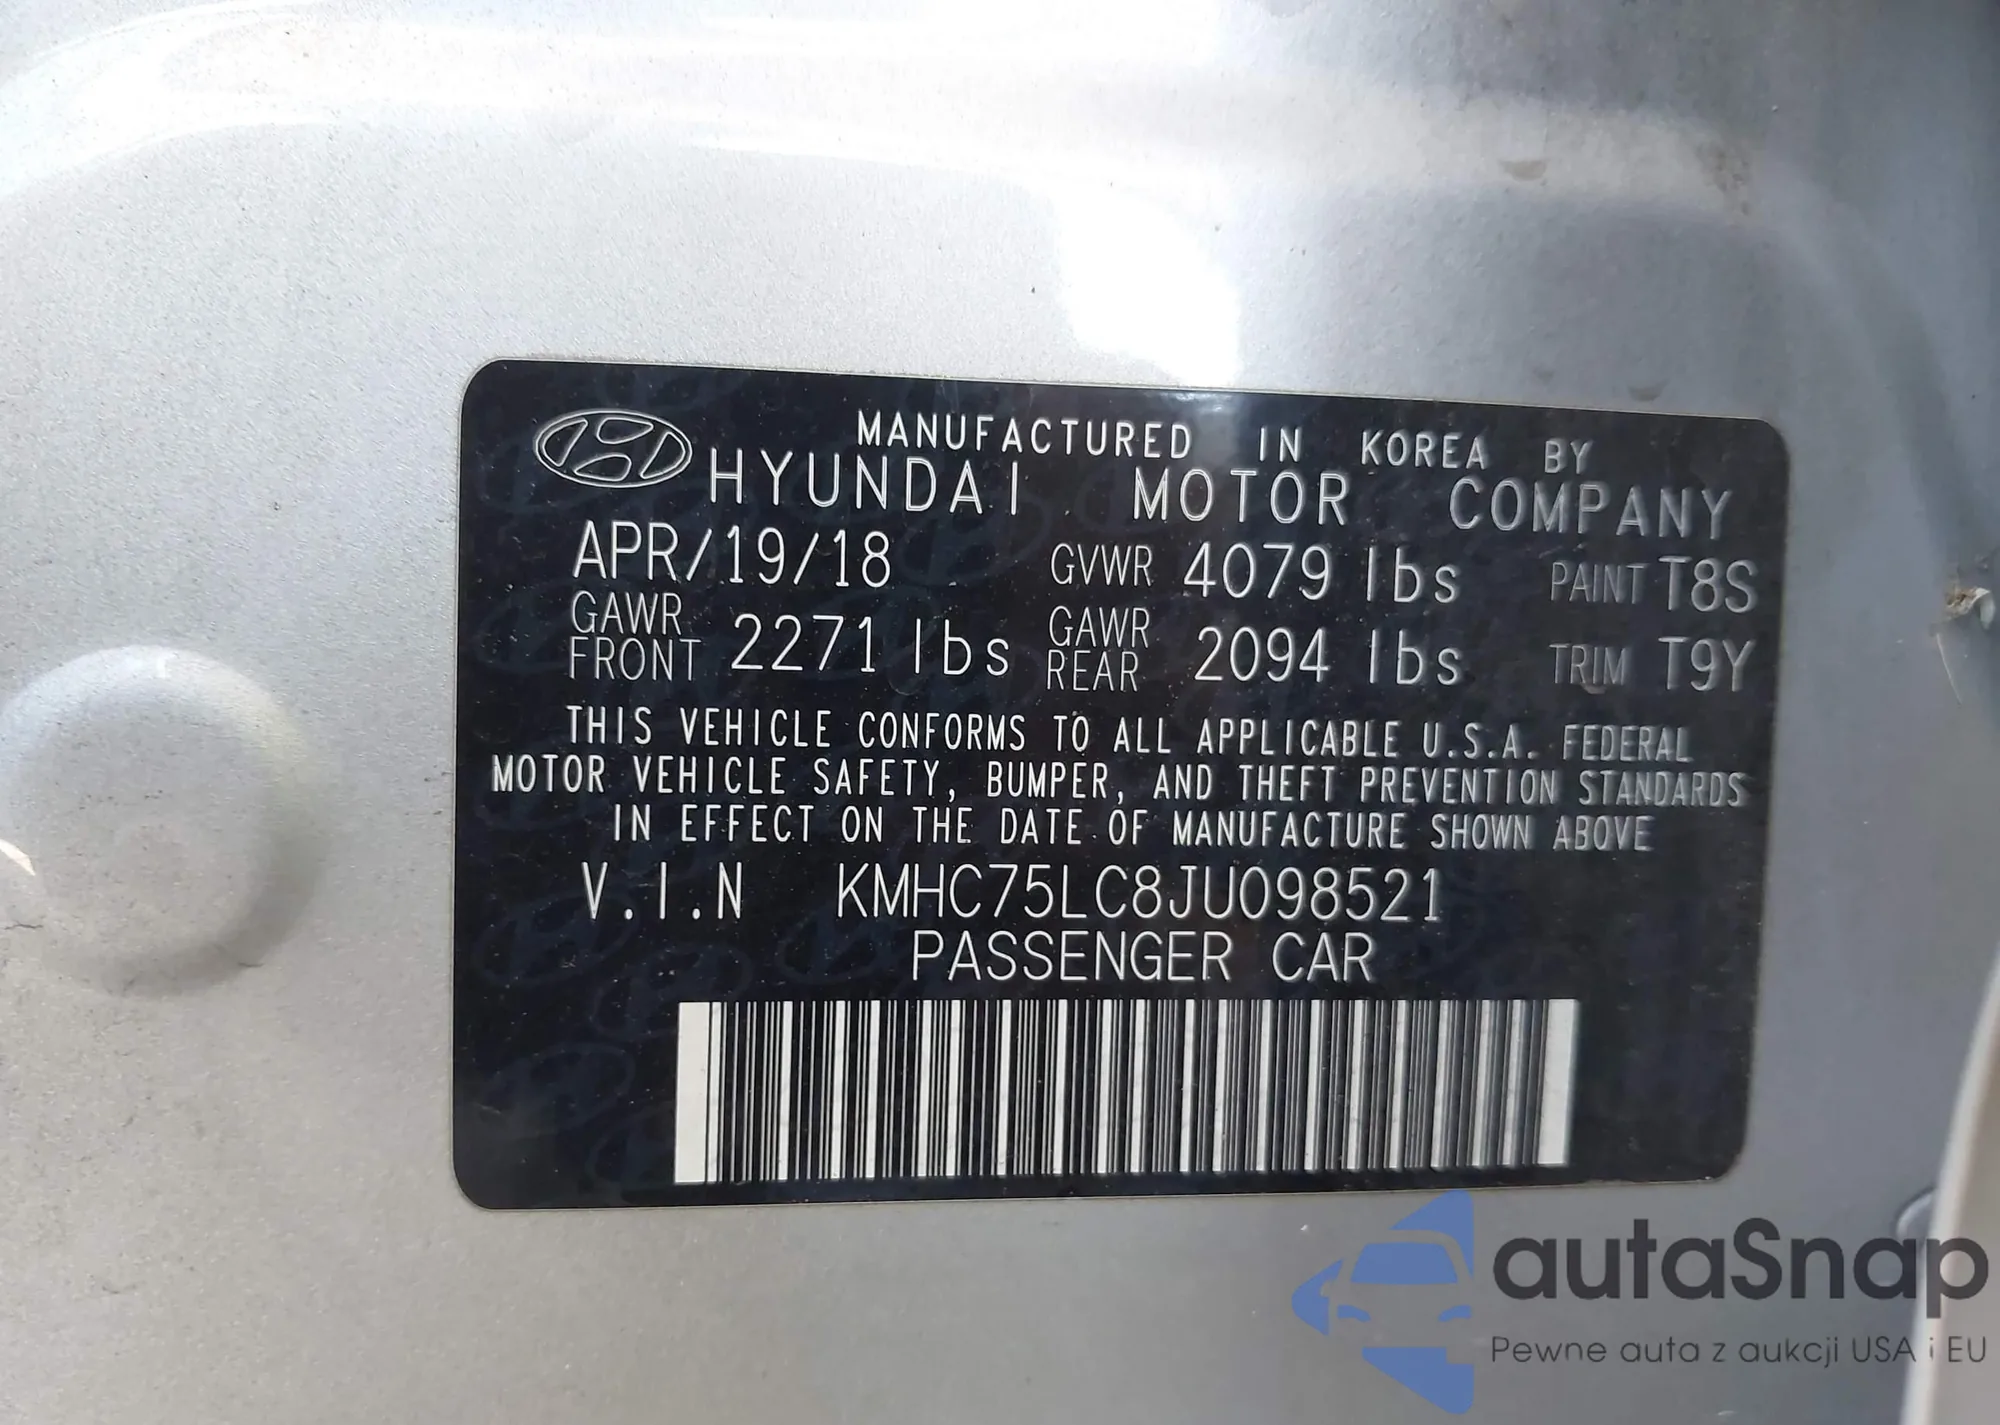 MANUFACTURED IN KOREA BY
HYUNDAI MOTOR COMPANY
APR/19/18 GVWR 4079 lbs PAINT T8S
GAWR FRONT 2271 lbs GAWR REAR 2094 lbs TRIM T9Y
THIS VEHICLE CONFORMS TO ALL APPLICABLE U.S.A. FEDERAL
MOTOR VEHICLE SAFETY, BUMPER, AND THEFT PREVENTION STANDARDS
IN EFFECT ON THE DATE OF MANUFACTURE SHOWN ABOVE
V.I.N KMHC75LC8JU098521
PASSENGER CAR
autaSnap
Pewne auta z aukcji USA i EU